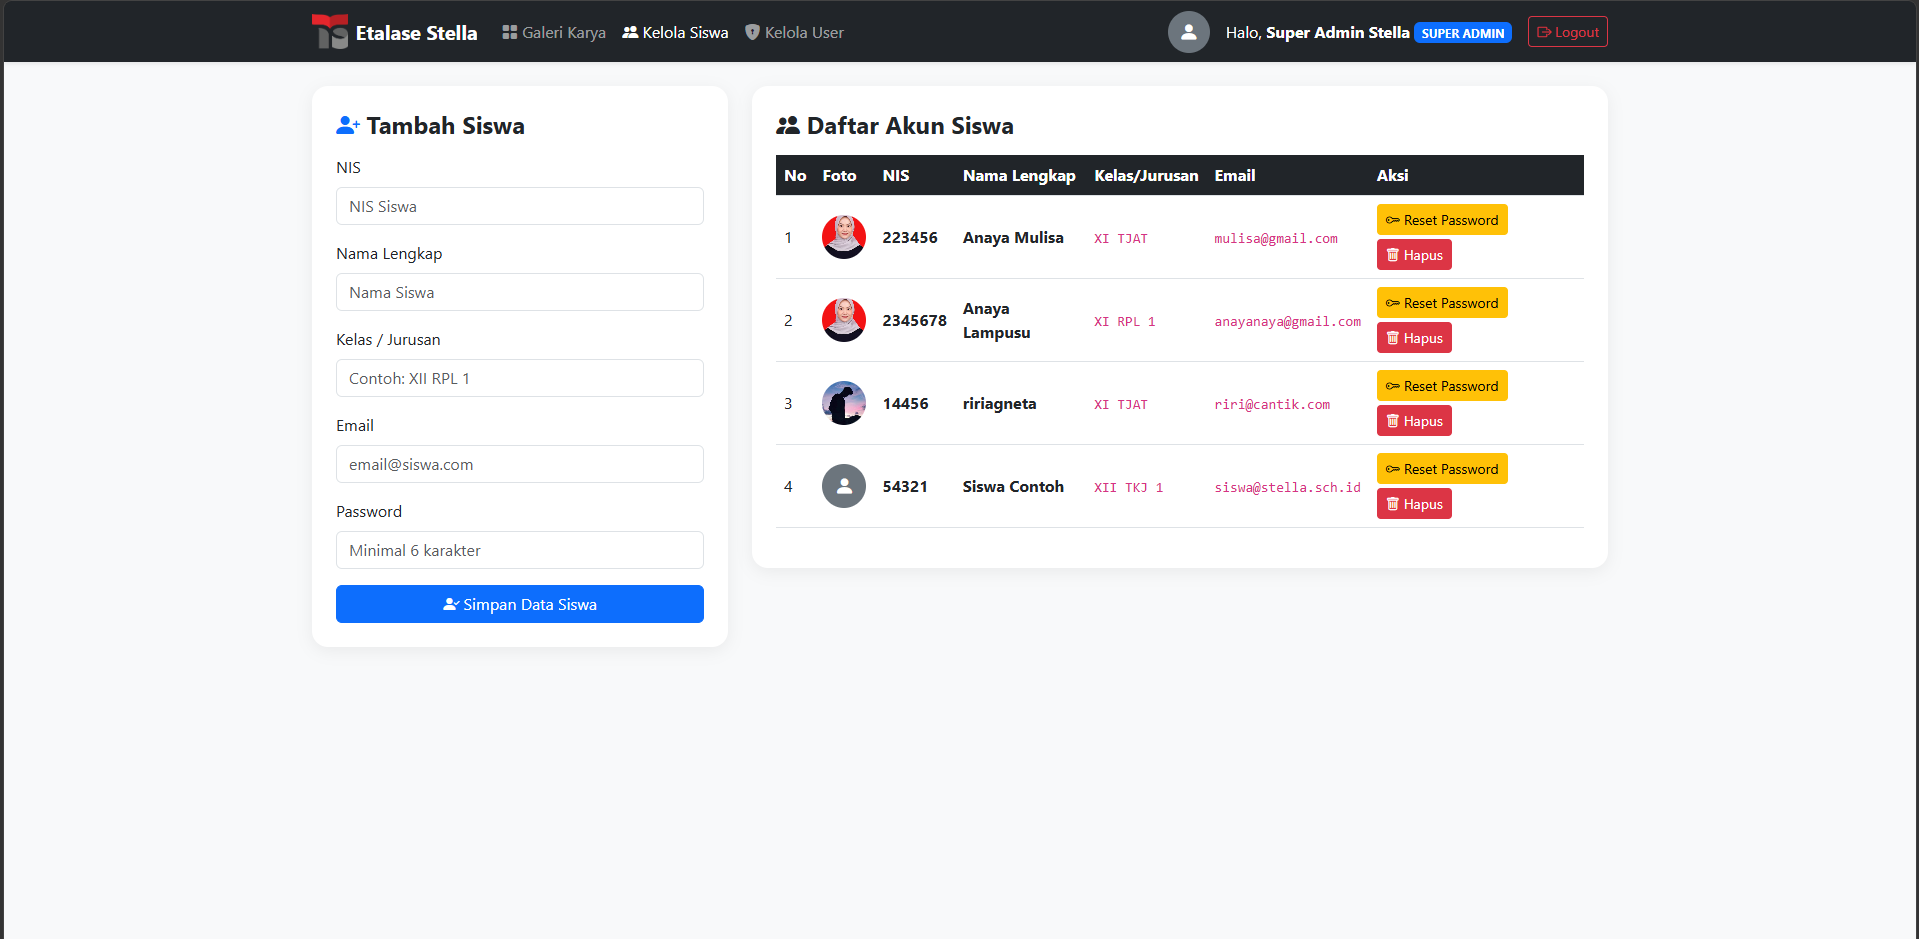 Etalase Stella
Galeri Karya
Kelola Siswa
Kelola User
Halo, Super Admin Stella SUPER ADMIN
Logout
Tambah Siswa
NIS
NIS Siswa
Nama Lengkap
Nama Siswa
Kelas / Jurusan
Contoh: XII RPL 1
Email
email@siswa.com
Password
Minimal 6 karakter
Simpan Data Siswa
Daftar Akun Siswa
No Foto NIS Nama Lengkap Kelas/Jurusan Email Aksi
1 223456 Anaya Mulisa XI TJAT mulisa@gmail.com
Reset Password
Hapus
2 2345678 Anaya
Lampusu XI RPL 1 anayanaya@gmail.com
Reset Password
Hapus
3 14456 ririagneta XI TJAT riri@cantik.com
Reset Password
Hapus
4 54321 Siswa Contoh XII TKJ 1 siswa@stella.sch.id
Reset Password
Hapus